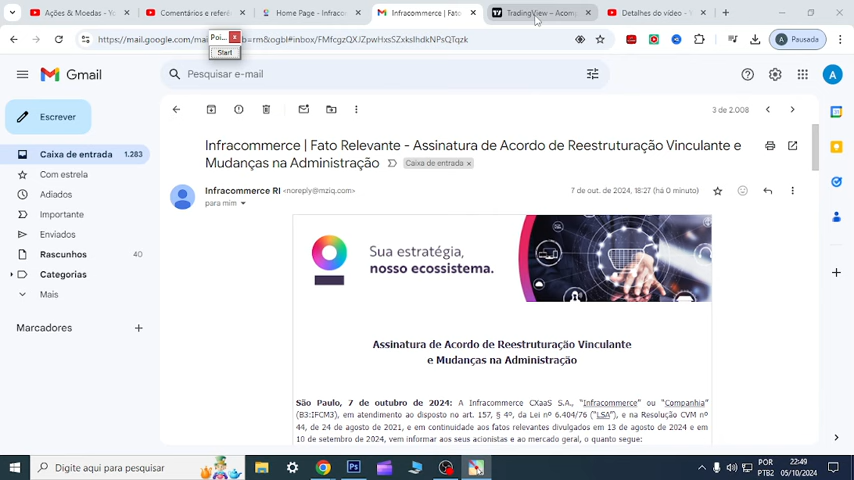 Ações & Moedas - Yo
Comentários e referê
Home Page - Infracom
Infracommerce | Fato
TradingView – Acomp
Detalhes do vídeo - Yo
Poi...
Start
Pausada
Gmail
Pesquisar e-mail
Escrever
3 de 2.008
Caixa de entrada 1.283
Com estrela
Adiados
Importante
Enviados
Rascunhos 40
Categorias
Mais
Marcadores
Infracommerce | Fato Relevante - Assinatura de Acordo de Reestruturação Vinculante e
Mudanças na Administração
Caixa de entrada x
Infracommerce RI <noreply@mziq.com>
7 de out. de 2024, 18:27 (há 0 minuto)
para mim
Sua estratégia,
nosso ecossistema.
Assinatura de Acordo de Reestruturação Vinculante
e Mudanças na Administração
São Paulo, 7 de outubro de 2024: A Infracommerce CXaaS S.A., “Infracommerce” ou “Companhia”
(B3:IFCM3), em atendimento ao disposto no art. 157, § 4º, da Lei nº 6.404/76 (“LSA”), e na Resolução CVM nº
44, de 24 de agosto de 2021, e em continuidade aos fatos relevantes divulgados em 13 de agosto de 2024 e em
10 de setembro de 2024, vem informar aos seus acionistas e ao mercado geral, o quanto segue:
Digite aqui para pesquisar
POR
PTB2
22:49
05/10/2024